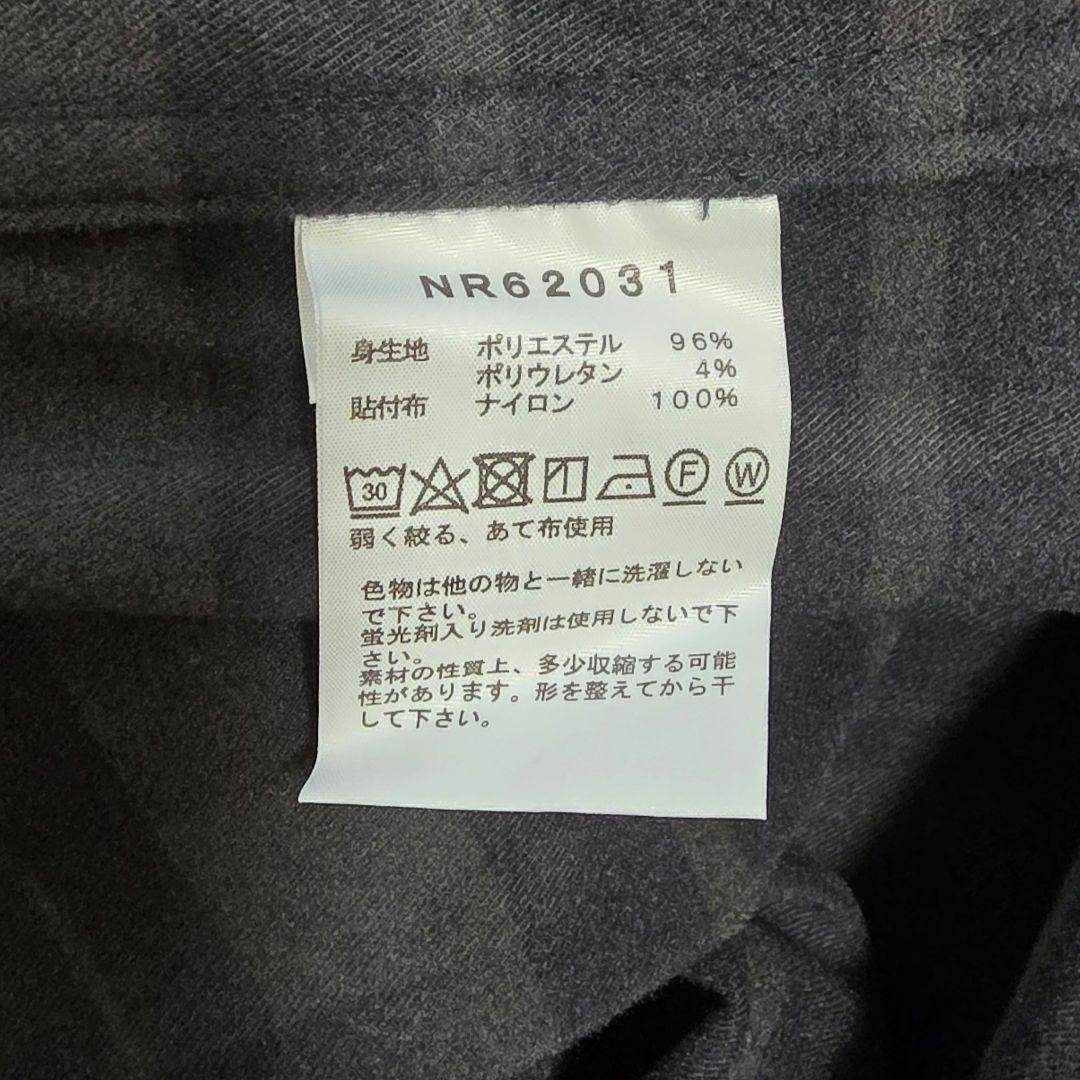 NR62031
身生地 ポリエステル 96%
ポリウレタン 4%
貼付布 ナイロン 100%
30 F W
弱く絞る、あて布使用
色物は他の物と一緒に洗濯しない
で下さい。
蛍光剤入り洗剤は使用しないで下
さい。
素材の性質上、多少収縮する可能
性があります。形を整えてから干
して下さい。